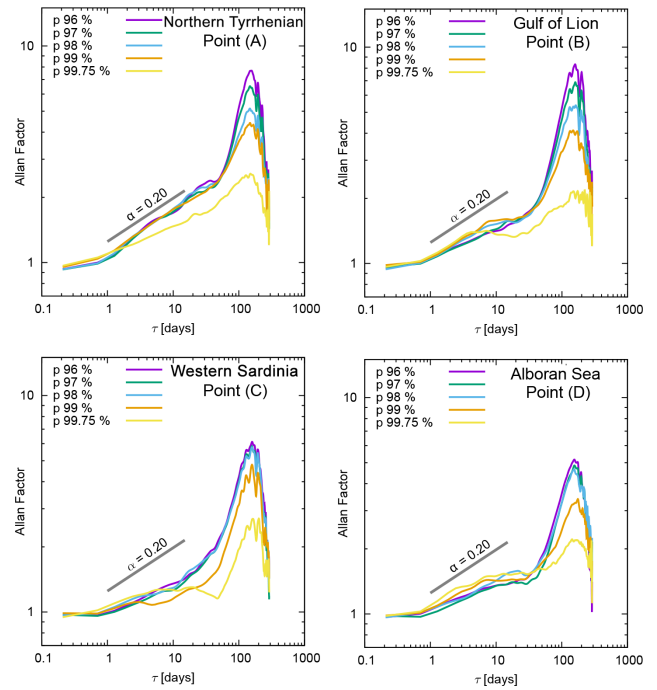 p 96 %
p 97 %
p 98 %
p 99 %
p 99.75 %
Northern Tyrrhenian
Point (A)
α = 0.20
Allan Factor
10
1
0.1 1 10 100 1000
τ [days]
p 96 %
p 97 %
p 98 %
p 99 %
p 99.75 %
Gulf of Lion
Point (B)
α = 0.20
Allan Factor
10
1
0.1 1 10 100 1000
τ [days]
p 96 %
p 97 %
p 98 %
p 99 %
p 99.75 %
Western Sardinia
Point (C)
α = 0.20
Allan Factor
10
1
0.1 1 10 100 1000
τ [days]
p 96 %
p 97 %
p 98 %
p 99 %
p 99.75 %
Alboran Sea
Point (D)
α = 0.20
Allan Factor
10
1
0.1 1 10 100 1000
τ [days]